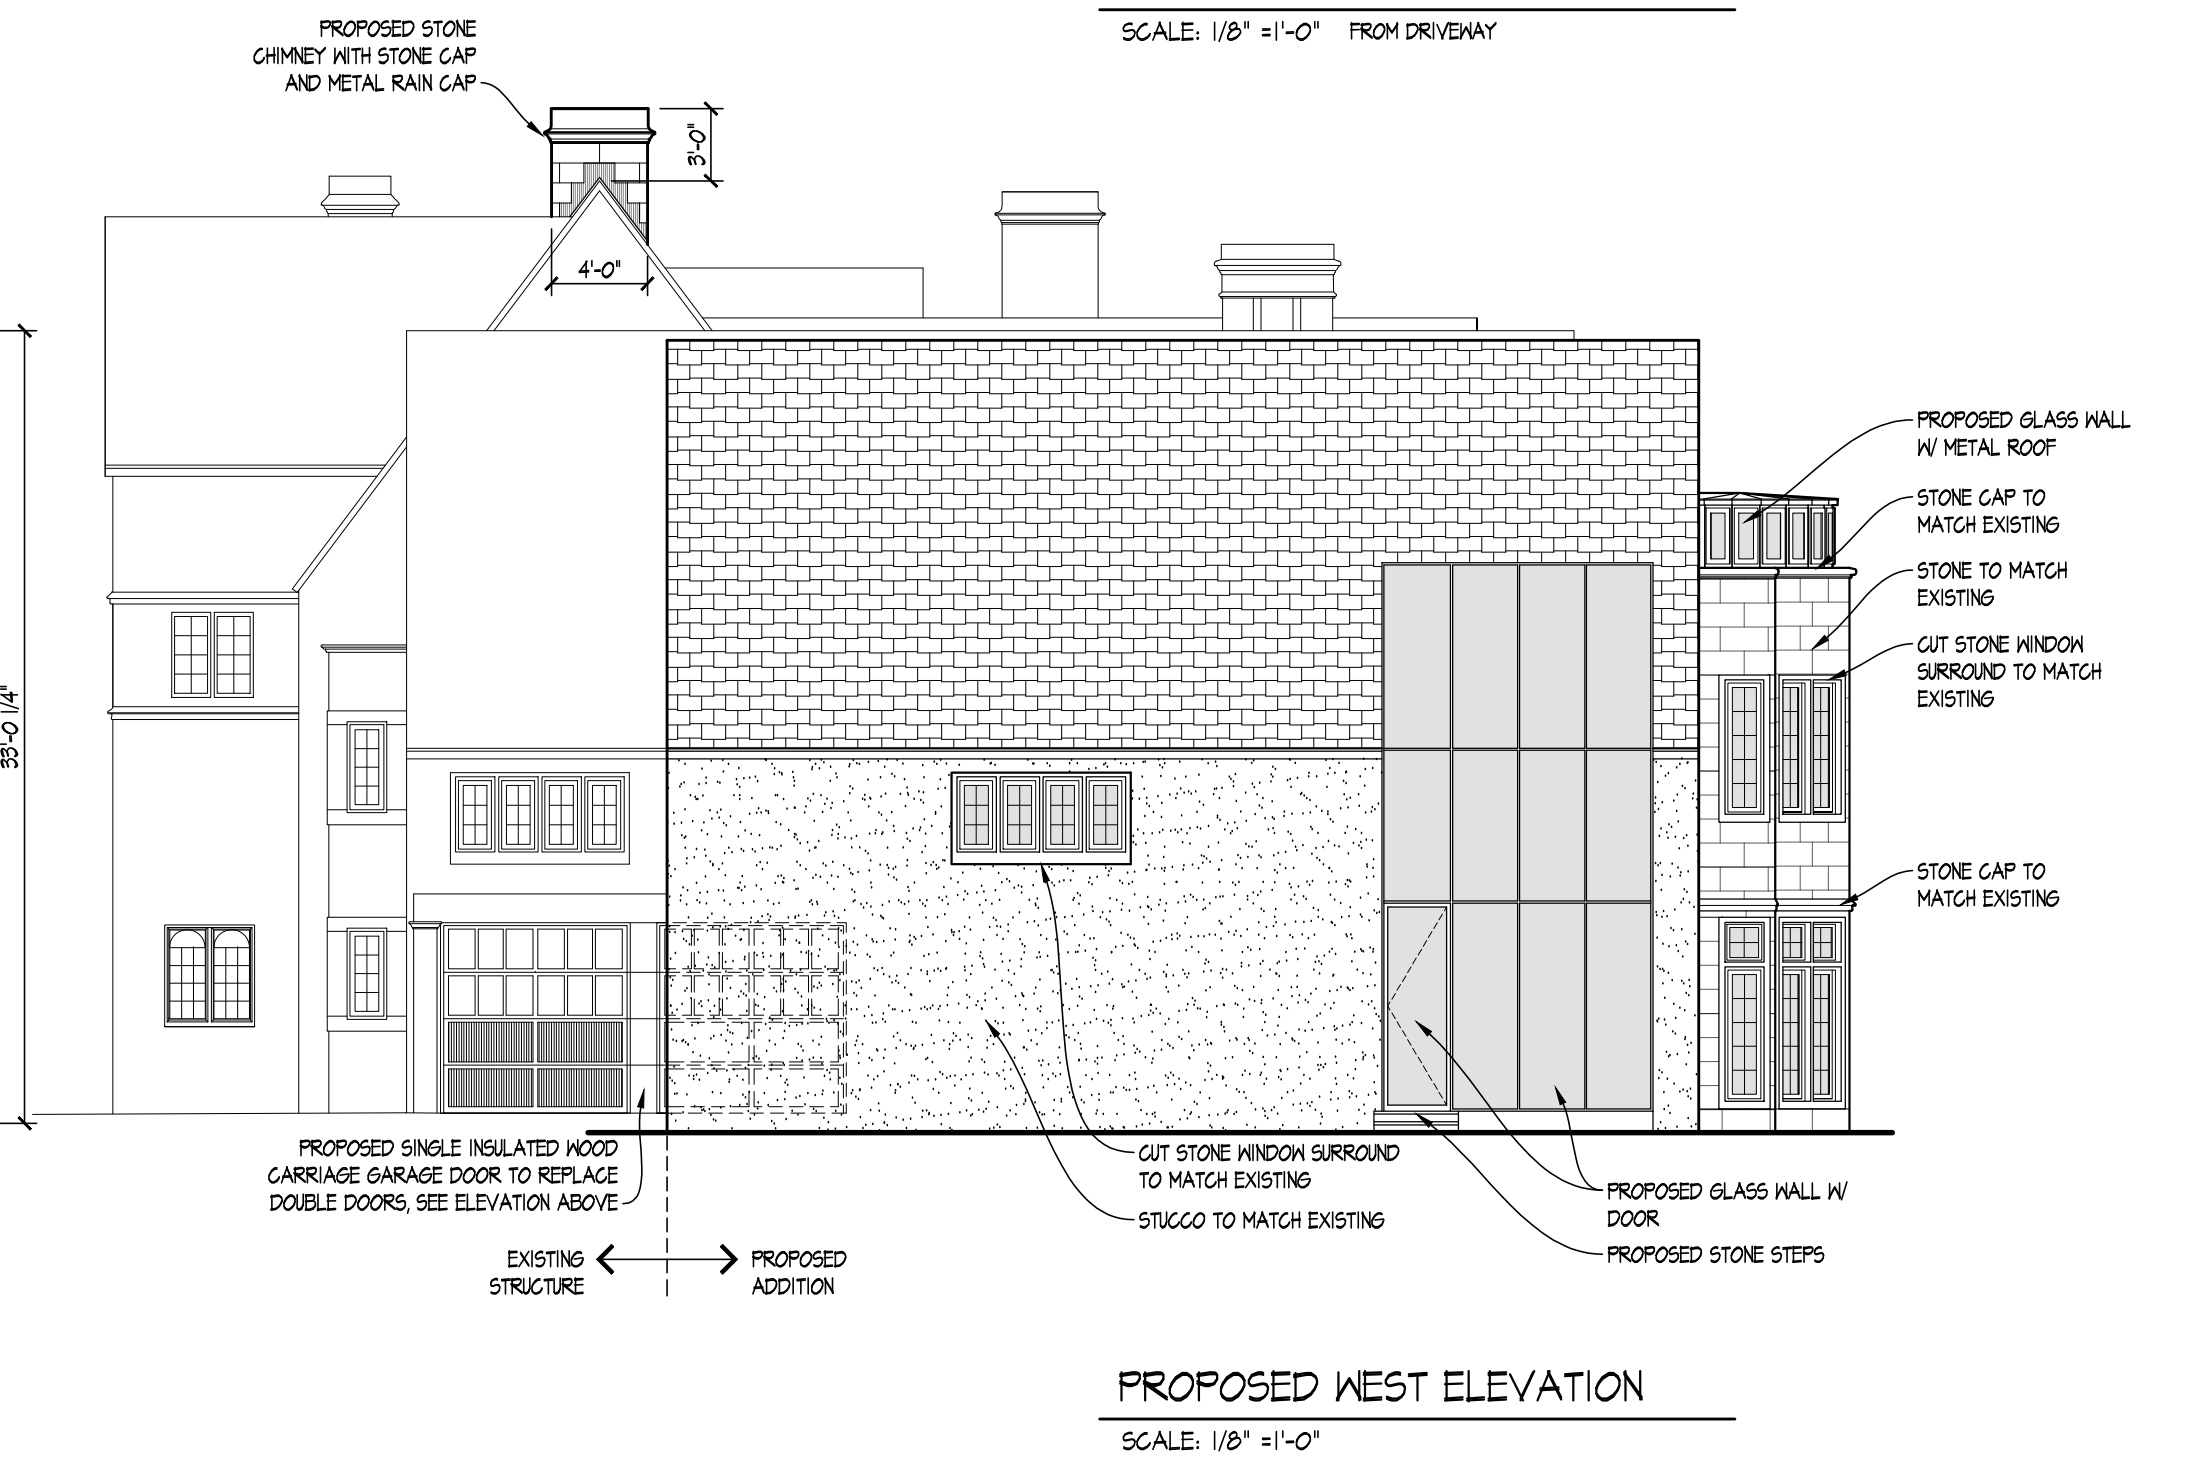 SCALE: 1/8" =1'-0" FROM DRIVEWAY
PROPOSED STONE
CHIMNEY WITH STONE CAP
AND METAL RAIN CAP
3'-0"
4'-0"
33'-0 1/4"
PROPOSED GLASS WALL
W/ METAL ROOF
STONE CAP TO
MATCH EXISTING
STONE TO MATCH
EXISTING
CUT STONE WINDOW
SURROUND TO MATCH
EXISTING
STONE CAP TO
MATCH EXISTING
PROPOSED SINGLE INSULATED WOOD
CARRIAGE GARAGE DOOR TO REPLACE
DOUBLE DOORS, SEE ELEVATION ABOVE
CUT STONE WINDOW SURROUND
TO MATCH EXISTING
STUCCO TO MATCH EXISTING
PROPOSED GLASS WALL W/
DOOR
PROPOSED STONE STEPS
EXISTING
STRUCTURE
PROPOSED
ADDITION
PROPOSED WEST ELEVATION
SCALE: 1/8" =1'-0"